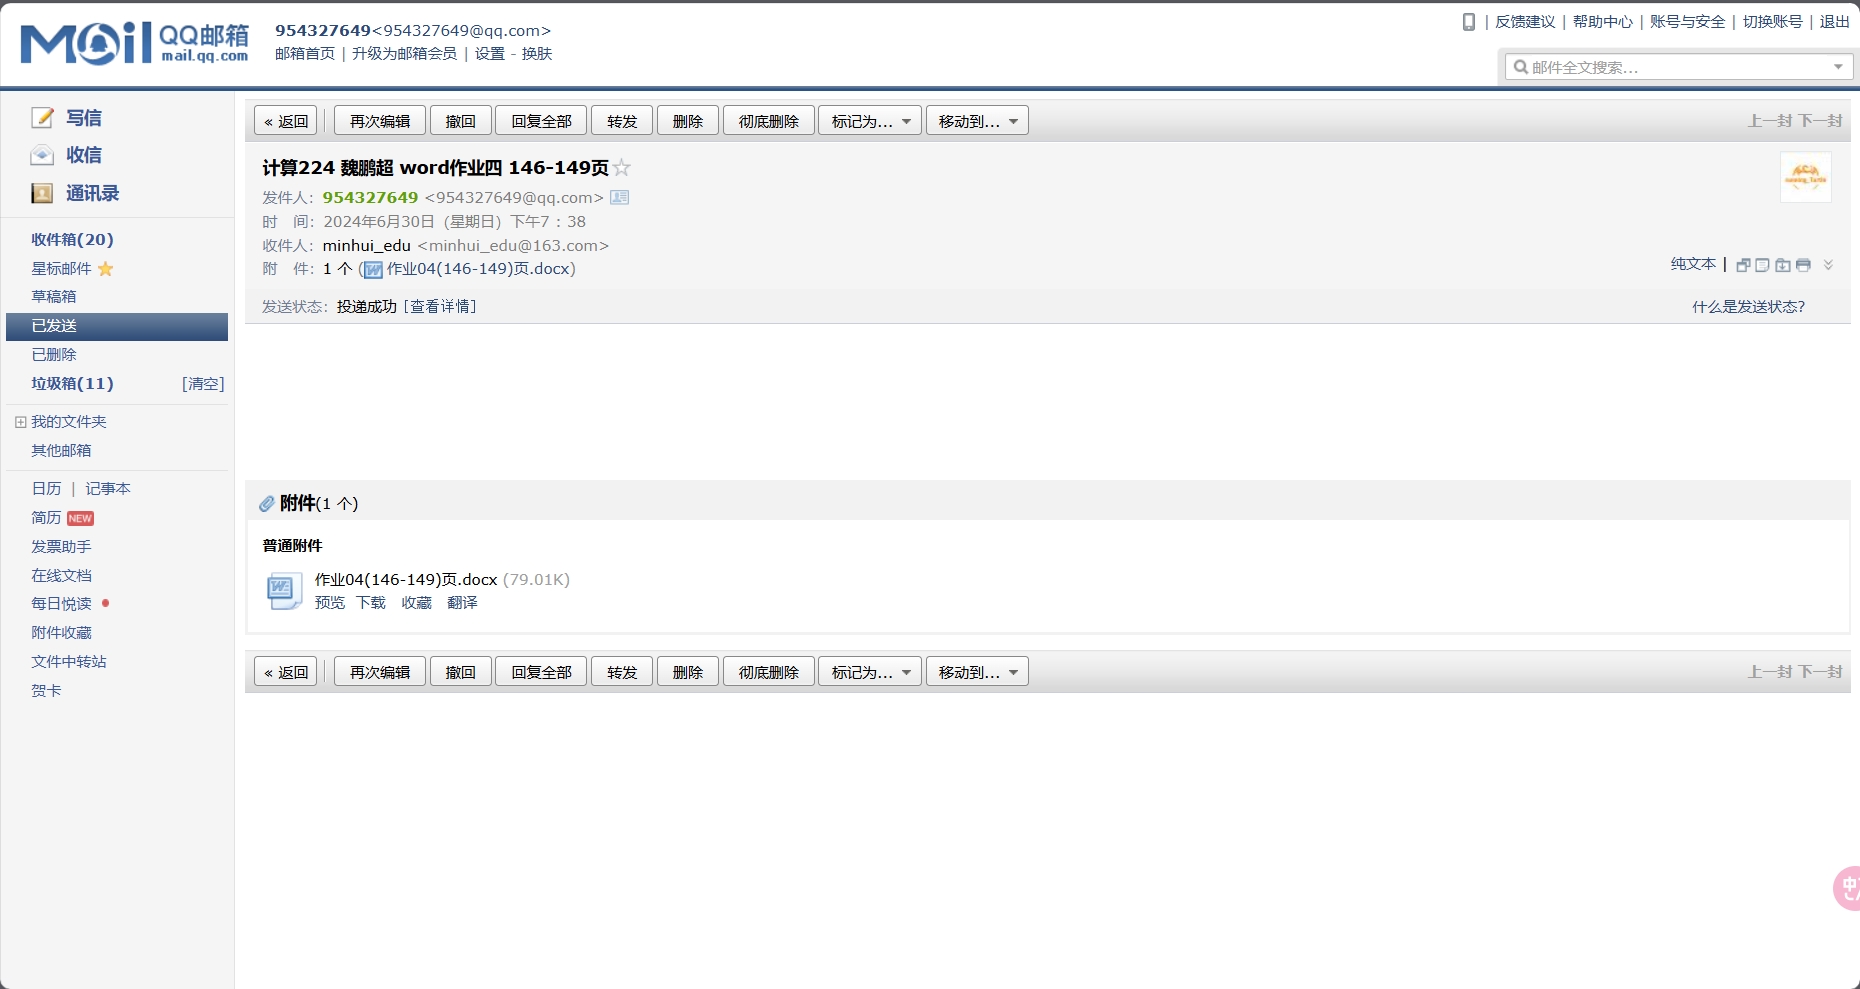 Mail QQ邮箱 mail.qq.com
954327649<954327649@qq.com>
邮箱首页 | 升级为邮箱会员 | 设置 - 换肤
| 反馈建议 | 帮助中心 | 账号与安全 | 切换账号 | 退出
邮件全文搜索...
写信
收信
通讯录
收件箱(20)
星标邮件
草稿箱
已发送
已删除
垃圾箱(11) [清空]
我的文件夹
其他邮箱
日历 | 记事本
简历 NEW
发票助手
在线文档
每日悦读
附件收藏
文件中转站
贺卡
« 返回 再次编辑 撤回 回复全部 转发 删除 彻底删除 标记为... 移动到... 上一封 下一封
计算224 魏鹏超 word作业四 146-149页
发件人: 954327649 <954327649@qq.com>
时 间: 2024年6月30日 (星期日) 下午7 : 38
收件人: minhui_edu <minhui_edu@163.com>
附 件: 1 个 (作业04(146-149)页.docx)
纯文本 |
发送状态: 投递成功 [查看详情] 什么是发送状态?
附件(1 个)
普通附件
作业04(146-149)页.docx (79.01K)
预览 下载 收藏 翻译
« 返回 再次编辑 撤回 回复全部 转发 删除 彻底删除 标记为... 移动到... 上一封 下一封